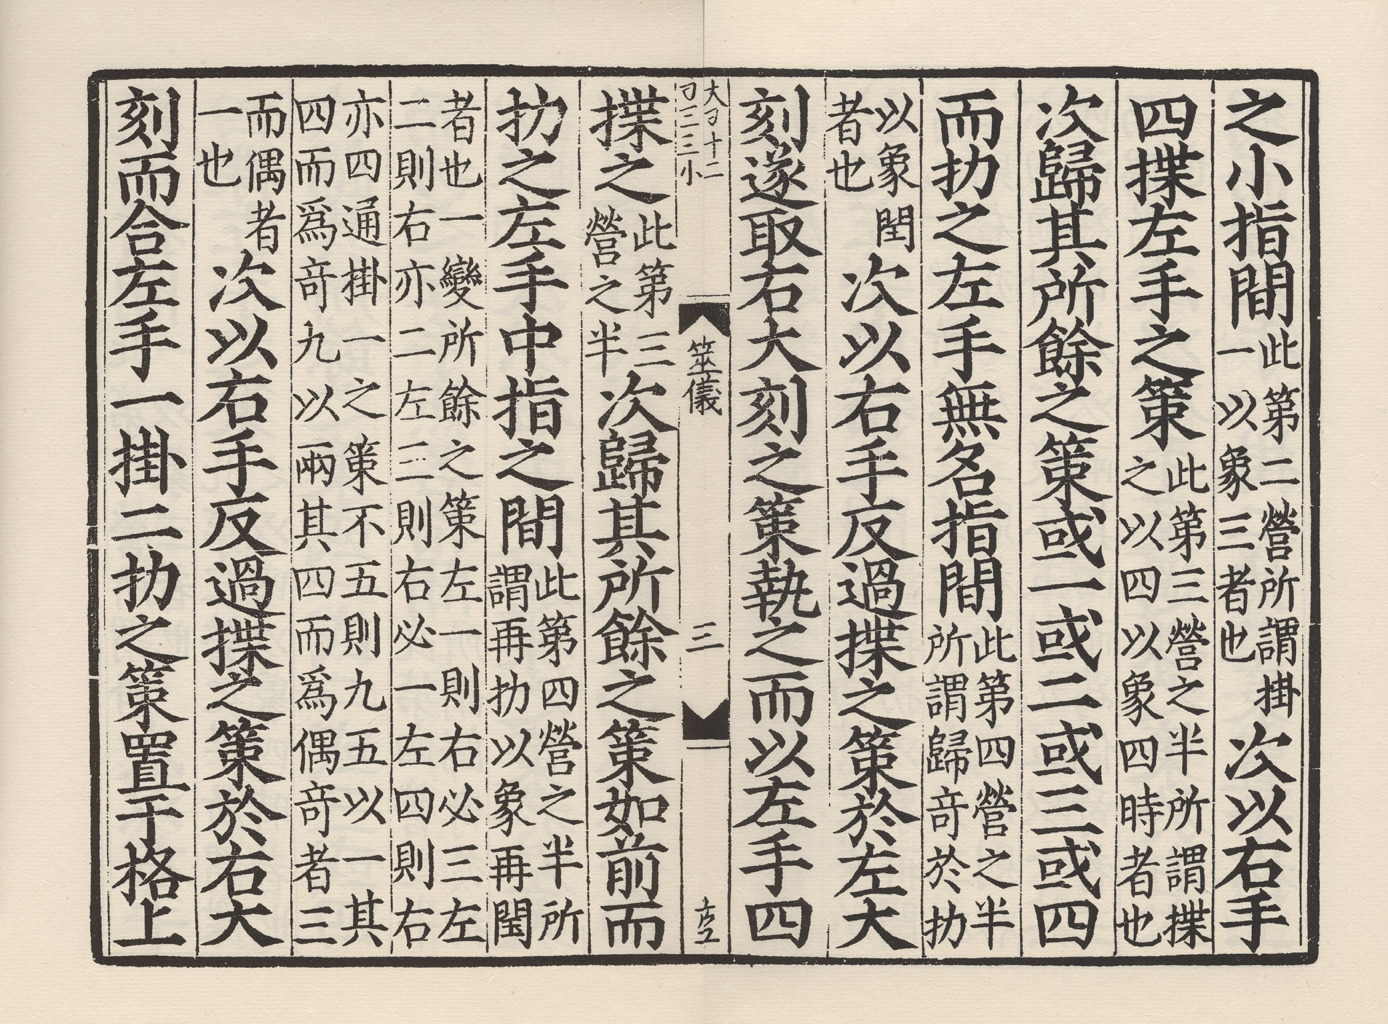 之小指間此第二營所謂掛一以象三者也次以右手
四揲左手之策此第三營之半所謂揲之以四以象四時者也
次歸其所餘之策或一或二或三或四
而扐之左手無名指間此第四營之半所謂歸竒於扐
以象閏者也次以右手反過揲之策於左大
刻遂取右大刻之策執之而以左手四
筮儀 三
揲之此第三營之半次歸其所餘之策如前而
扐之左手中指之間此第四營之半所謂再扐以象再閏
者也一變所餘之策左一則右必三左二則右亦二左三則右必一左四則右
亦四通掛一之策不五則九五以一其四而爲竒九以兩其四而爲偶竒者三
而偶者一也次以右手反過揲之策於右大
刻而合左手一掛二扐之策置于格上